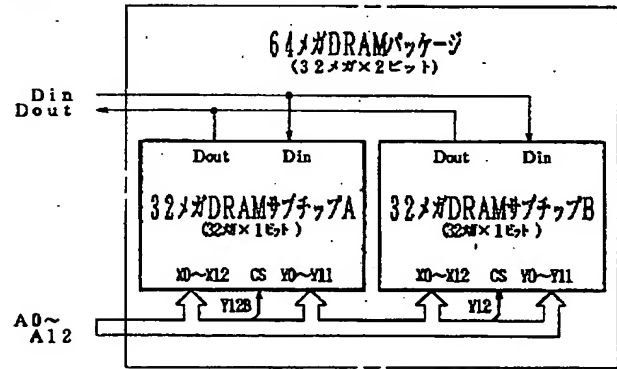 64メガDRAMパッケージ
(32メガ×2ビット)
Din
Dout
Dout Din
Dout Din
32メガDRAMサブチップA
(32メガ×1ビット)
32メガDRAMサブチップB
(32メガ×1ビット)
X0~X12 CS Y0~Y11
X0~X12 CS Y0~Y11
Y12B
Y12
A0~
A12